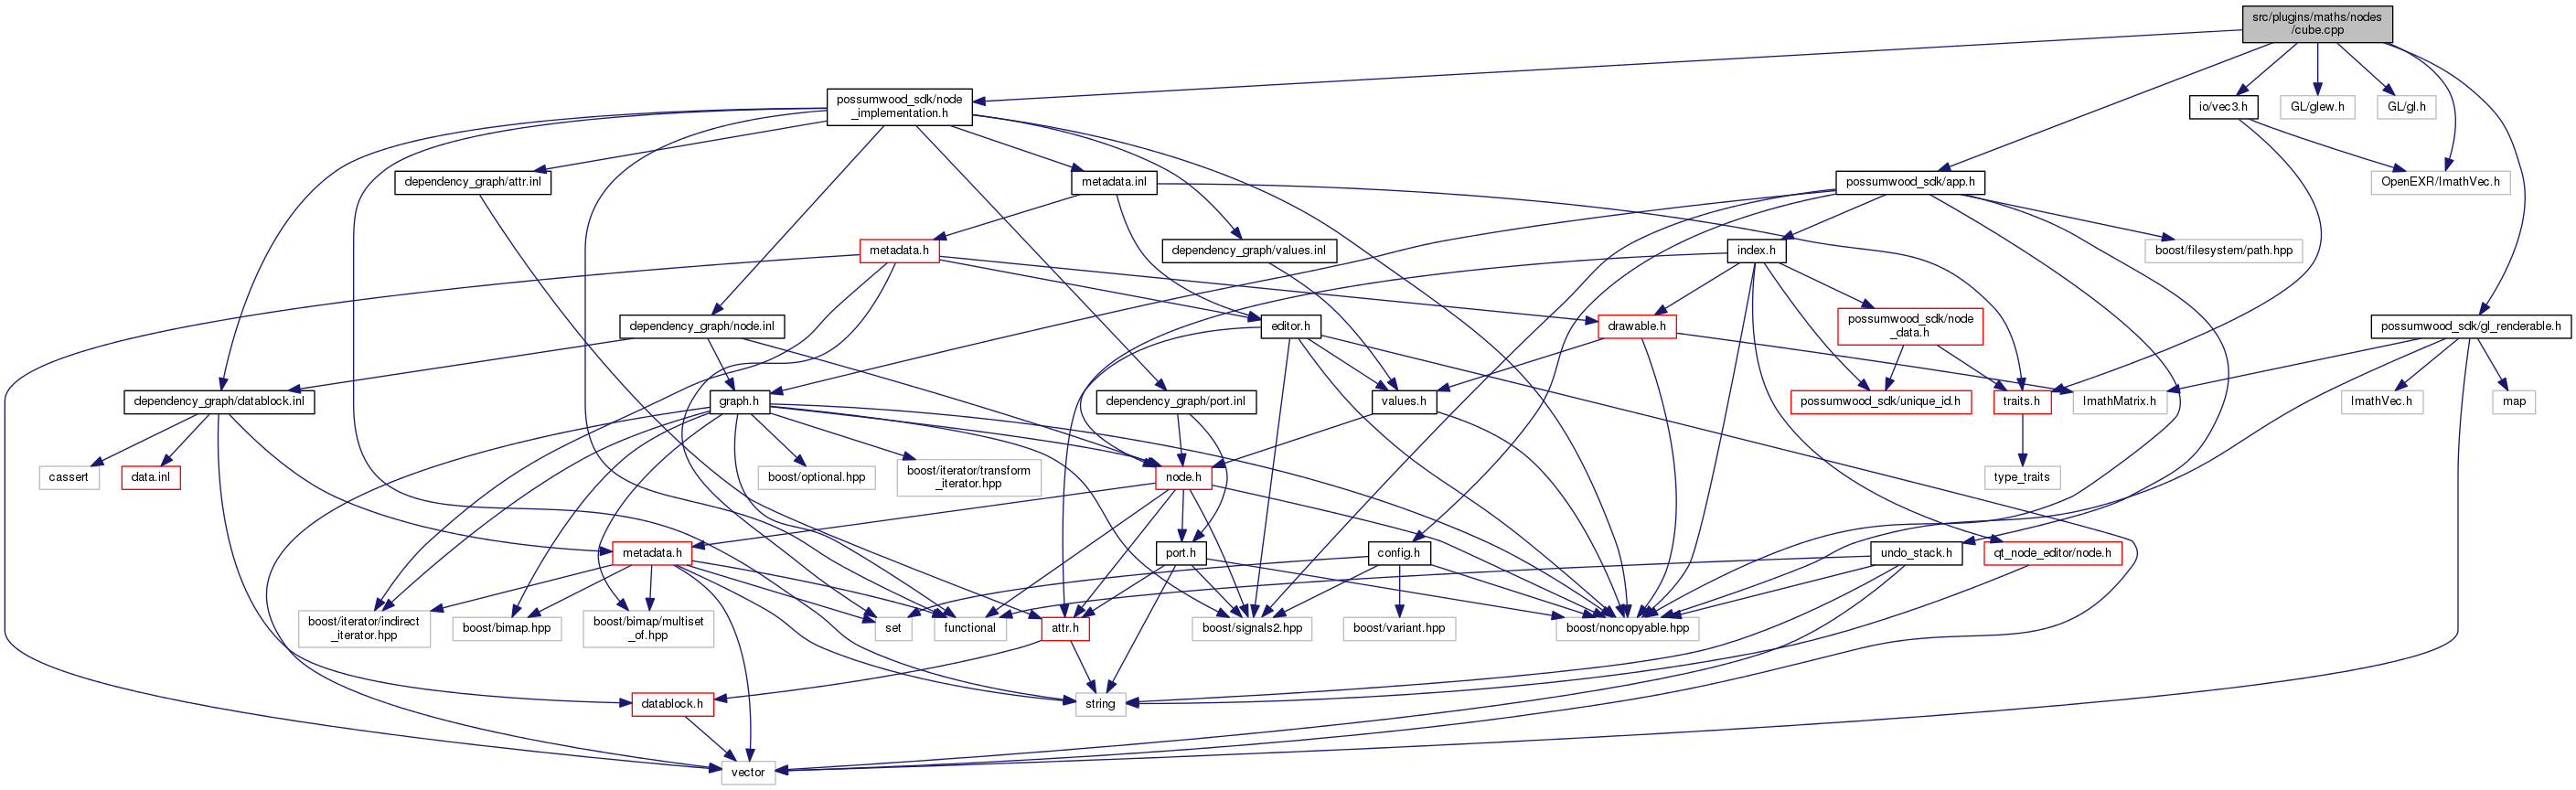 src/plugins/maths/nodes
/cube.cpp
possumwood_sdk/node
_implementation.h
io/vec3.h
GL/glew.h
GL/gl.h
dependency_graph/attr.inl
metadata.inl
possumwood_sdk/app.h
OpenEXR/ImathVec.h
metadata.h
dependency_graph/values.inl
index.h
boost/filesystem/path.hpp
dependency_graph/node.inl
editor.h
drawable.h
possumwood_sdk/node
_data.h
possumwood_sdk/gl_renderable.h
dependency_graph/datablock.inl
graph.h
dependency_graph/port.inl
values.h
possumwood_sdk/unique_id.h
traits.h
ImathMatrix.h
ImathVec.h
map
cassert
data.inl
boost/optional.hpp
boost/iterator/transform
_iterator.hpp
node.h
type_traits
metadata.h
port.h
config.h
undo_stack.h
qt_node_editor/node.h
boost/iterator/indirect
_iterator.hpp
boost/bimap.hpp
boost/bimap/multiset
_of.hpp
set
functional
attr.h
boost/signals2.hpp
boost/variant.hpp
boost/noncopyable.hpp
datablock.h
string
vector